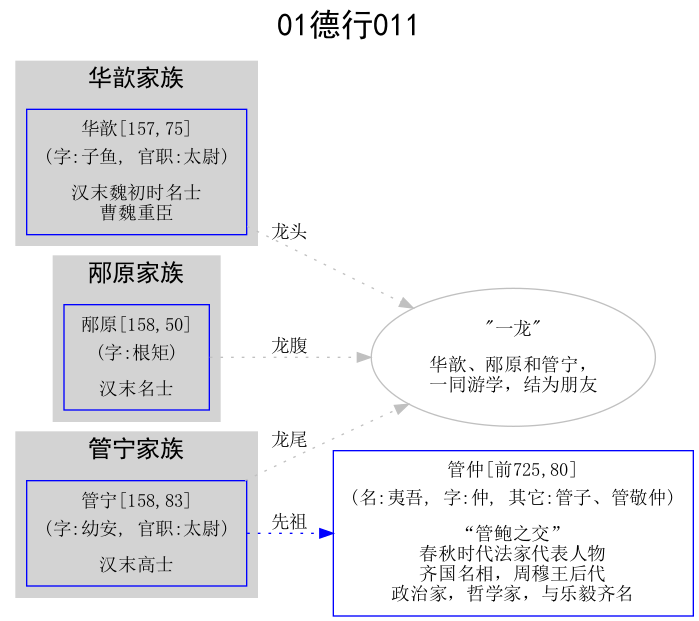 01德行011
华歆家族
华歆[157,75]
(字:子鱼, 官职:太尉)
汉末魏初时名士
曹魏重臣
龙头
邴原家族
邴原[158,50]
(字:根矩)
汉末名士
龙腹
"一龙"
华歆、邴原和管宁，
一同游学，结为朋友
管宁家族
管宁[158,83]
(字:幼安, 官职:太尉)
汉末高士
龙尾
先祖
管仲[前725,80]
(名:夷吾, 字:仲, 其它:管子、管敬仲)
“管鲍之交”
春秋时代法家代表人物
齐国名相，周穆王后代
政治家，哲学家，与乐毅齐名